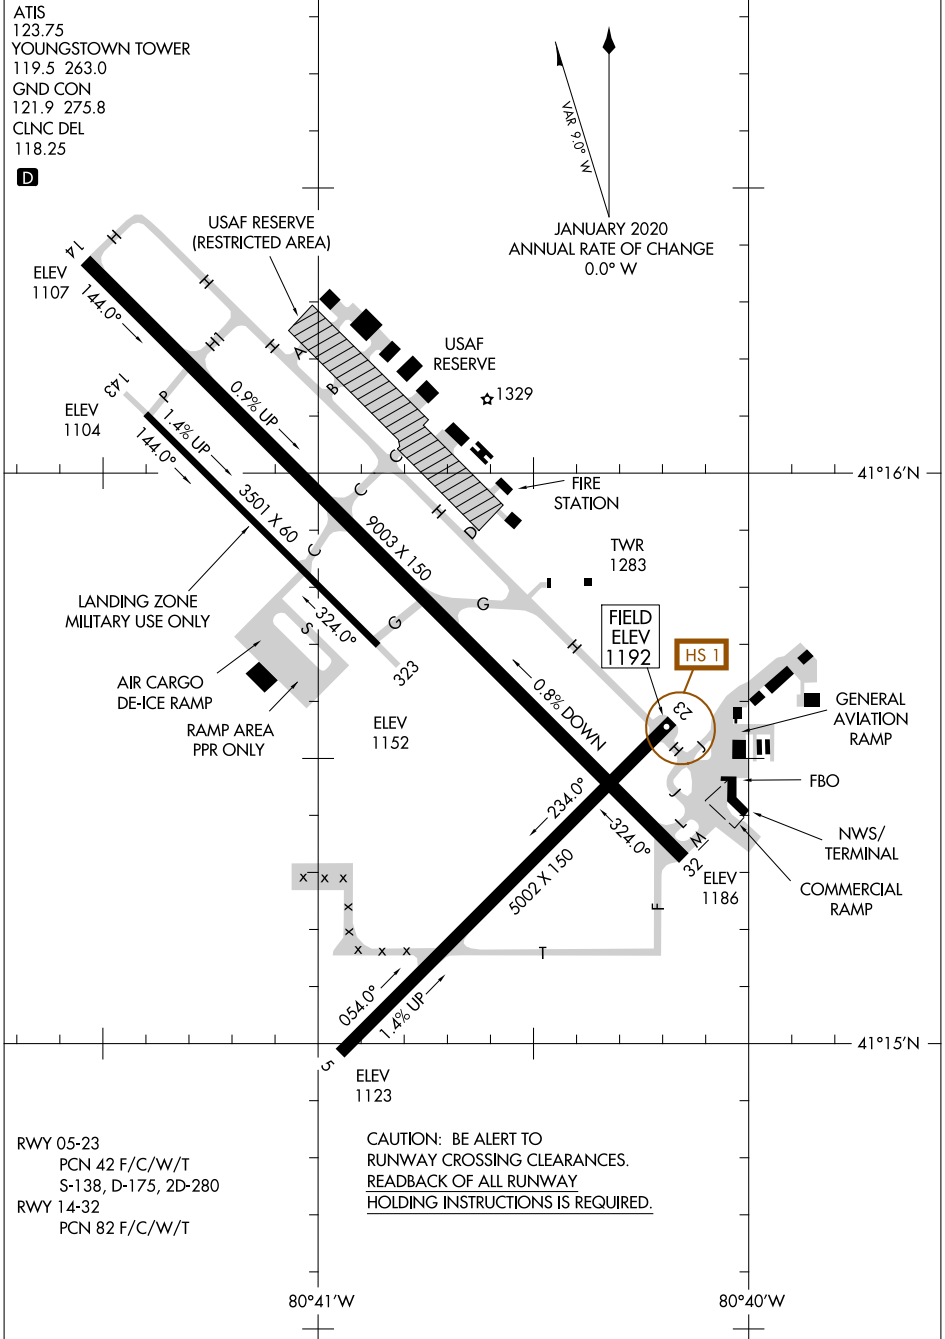 ATIS
123.75
YOUNGSTOWN TOWER
119.5 263.0
GND CON
121.9 275.8
CLNC DEL
118.25
D
VAR 9.0° W
JANUARY 2020
ANNUAL RATE OF CHANGE
0.0° W
USAF RESERVE
(RESTRICTED AREA)
14
H
ELEV
1107
144.0°
H
H1
H
A
B
USAF
RESERVE
1329
143
P
ELEV
1104
1.4% UP
144.0°
0.9% UP
C
C
C
41°16'N
FIRE
STATION
3501 X 60
9003 X 150
H
D
TWR
1283
LANDING ZONE
MILITARY USE ONLY
324.0°
S
G
G
H
323
FIELD
ELEV
1192
HS 1
AIR CARGO
DE-ICE RAMP
RAMP AREA
PPR ONLY
ELEV
1152
0.8% DOWN
23
H
J
GENERAL
AVIATION
RAMP
FBO
J
L
M
234.0°
324.0°
NWS/
TERMINAL
32
ELEV
1186
COMMERCIAL
RAMP
5002 X 150
x x x
x
x
x x x
F
T
054.0°
1.4% UP
41°15'N
5
ELEV
1123
RWY 05-23
PCN 42 F/C/W/T
S-138, D-175, 2D-280
RWY 14-32
PCN 82 F/C/W/T
CAUTION: BE ALERT TO
RUNWAY CROSSING CLEARANCES.
READBACK OF ALL RUNWAY
HOLDING INSTRUCTIONS IS REQUIRED.
80°41'W
80°40'W